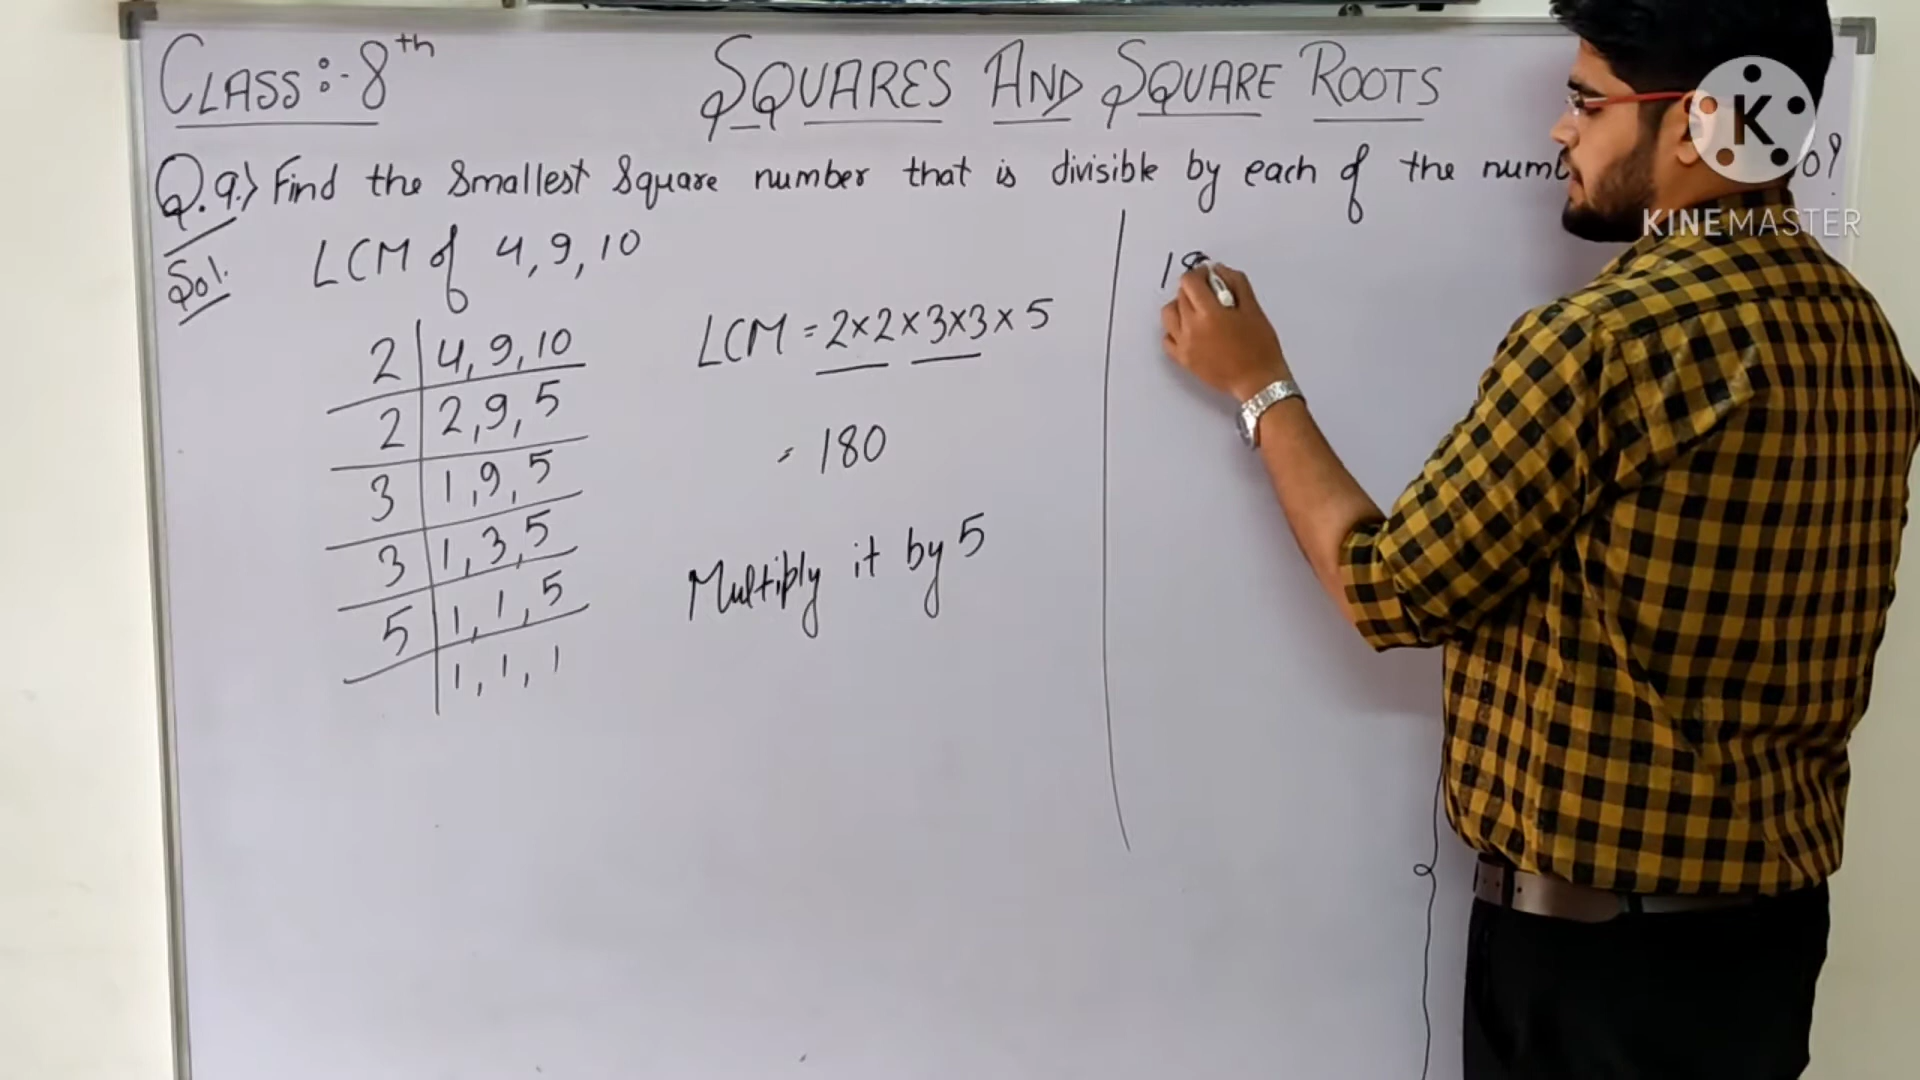 CLASS:- 8th
SQUARES AND SQUARE ROOTS
Q.9.) Find the smallest square number that is divisible by each of the
Sol. LCM of 4, 9, 10
2 | 4, 9, 10
2 | 2, 9, 5
3 | 1, 9, 5
3 | 1, 3, 5
5 | 1, 1, 5
1, 1, 1
LCM = 2×2×3×3×5
= 180
Multiply it by 5
18
K
KINEMASTER